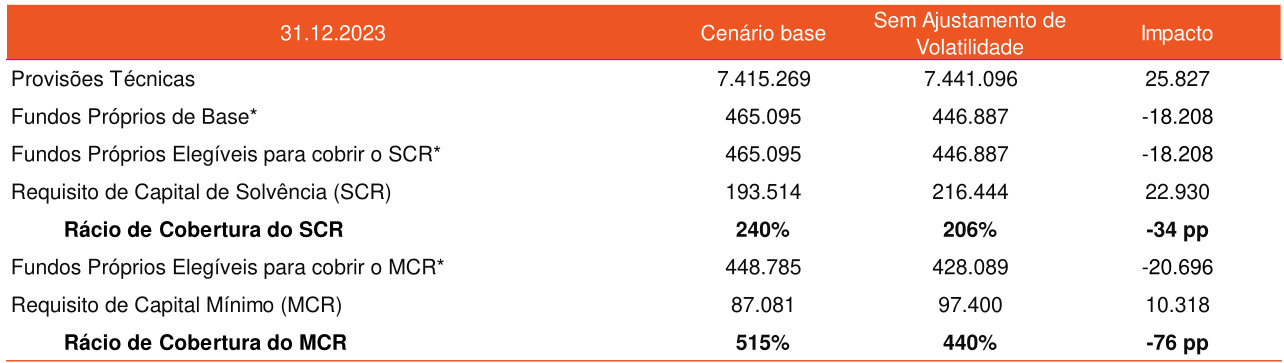 31.12.2023 Cenário base Sem Ajustamento de Volatilidade Impacto
Provisões Técnicas 7.415.269 7.441.096 25.827
Fundos Próprios de Base* 465.095 446.887 -18.208
Fundos Próprios Elegíveis para cobrir o SCR* 465.095 446.887 -18.208
Requisito de Capital de Solvência (SCR) 193.514 216.444 22.930
Rácio de Cobertura do SCR 240% 206% -34 pp
Fundos Próprios Elegíveis para cobrir o MCR* 448.785 428.089 -20.696
Requisito de Capital Mínimo (MCR) 87.081 97.400 10.318
Rácio de Cobertura do MCR 515% 440% -76 pp